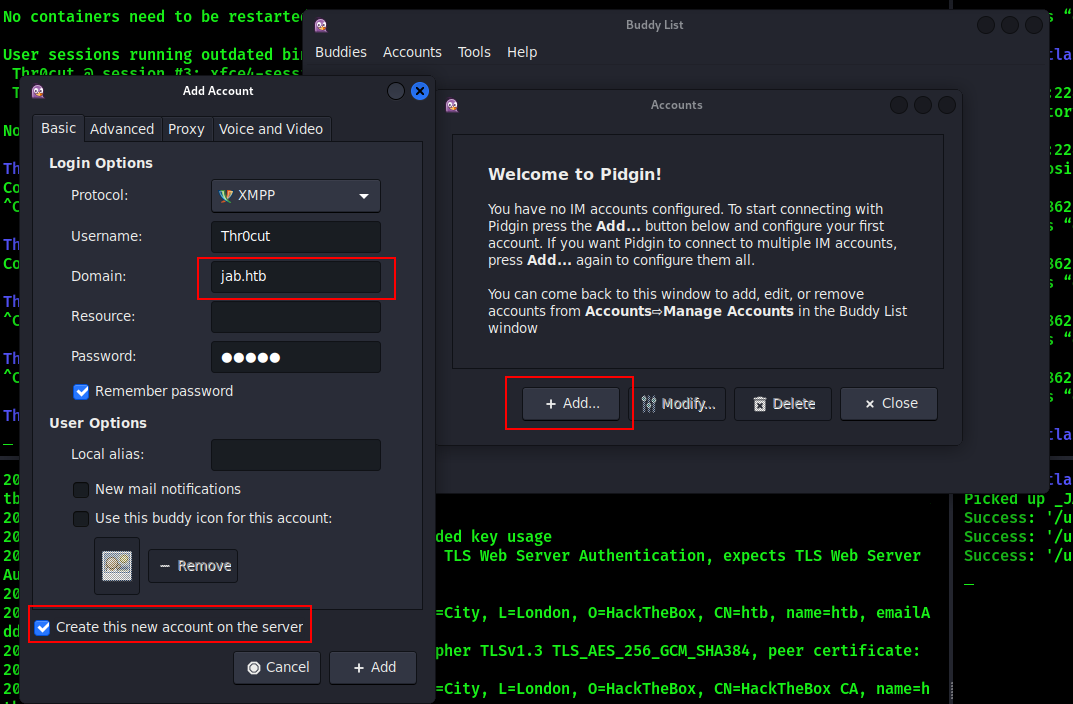 No containers need to be restarte
User sessions running outdated bi
Thr0cut @ session #3: xfce4-sess
Buddy List
Buddies Accounts Tools Help
Add Account
Basic Advanced Proxy Voice and Video
Login Options
Protocol: XMPP
Username: Thr0cut
Domain: jab.htb
Resource:
Password: ●●●●●
Remember password
User Options
Local alias:
New mail notifications
Use this buddy icon for this account:
Remove
Create this new account on the server
Cancel Add
Accounts
Welcome to Pidgin!
You have no IM accounts configured. To start connecting with
Pidgin press the Add... button below and configure your first
account. If you want Pidgin to connect to multiple IM accounts,
press Add... again to configure them all.
You can come back to this window to add, edit, or remove
accounts from Accounts⇨Manage Accounts in the Buddy List
window
Add... Modify... Delete Close
ded key usage
TLS Web Server Authentication, expects TLS Web Server
=City, L=London, O=HackTheBox, CN=htb, name=htb, emailA
pher TLSv1.3 TLS_AES_256_GCM_SHA384, peer certificate:
=City, L=London, O=HackTheBox, CN=HackTheBox CA, name=h
Picked up _J
Success: '/u
Success: '/u
Success: '/u